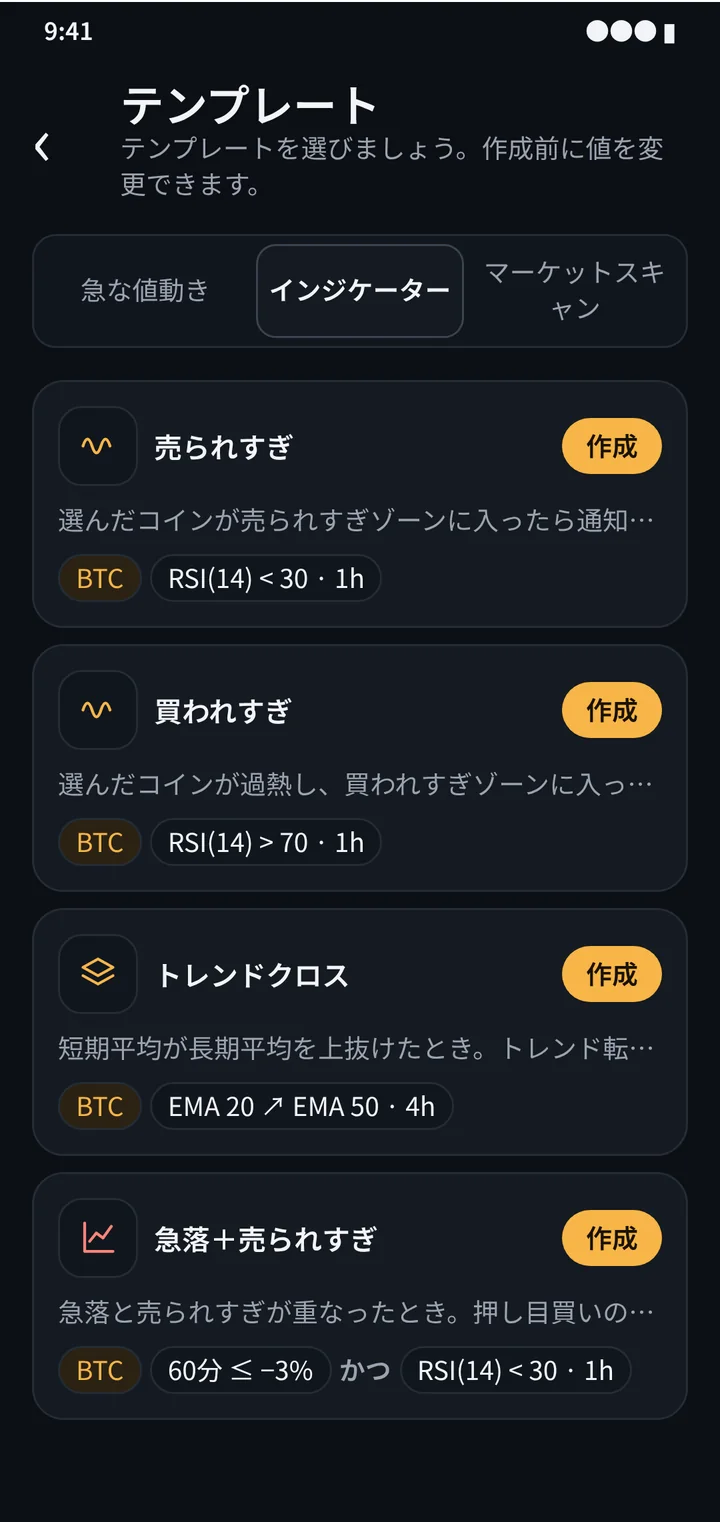 9:41
テンプレート
テンプレートを選びましょう。作成前に値を変
更できます。
急な値動き
インジケーター
マーケットスキ
ャン
売られすぎ
作成
選んだコインが売られすぎゾーンに入ったら通知…
BTC
RSI(14) < 30 · 1h
買われすぎ
作成
選んだコインが過熱し、買われすぎゾーンに入っ…
BTC
RSI(14) > 70 · 1h
トレンドクロス
作成
短期平均が長期平均を上抜けたとき。トレンド転…
BTC
EMA 20 ↗ EMA 50 · 4h
急落＋売られすぎ
作成
急落と売られすぎが重なったとき。押し目買いの…
BTC
60分 ≤ −3%
かつ
RSI(14) < 30 · 1h